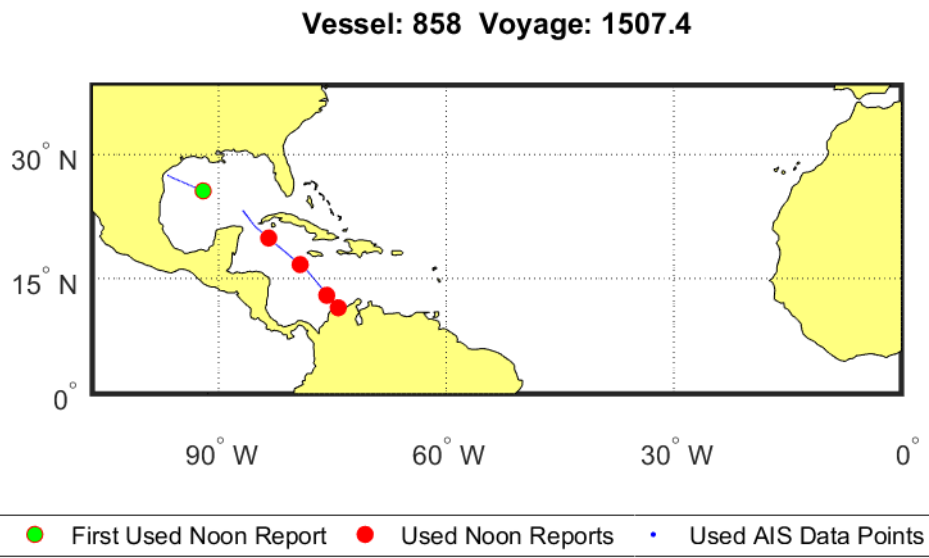 Vessel: 858 Voyage: 1507.4
30° N
15° N
0°
90° W 60° W 30° W 0°
First Used Noon Report Used Noon Reports Used AIS Data Points